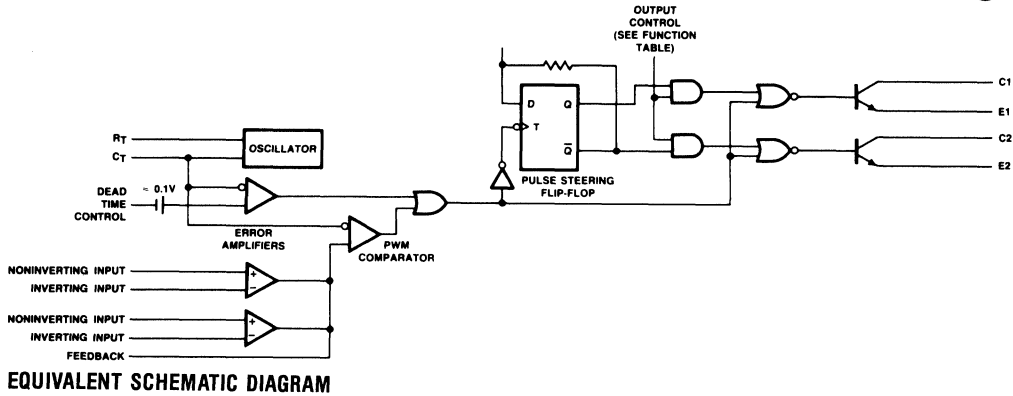 OUTPUT
CONTROL
(SEE FUNCTION
TABLE)
C1
D Q
E1
RT
OSCILLATOR
T
C2
CT
Q
≈ 0.1V
PULSE STEERING
FLIP-FLOP
E2
DEAD
TIME
CONTROL
ERROR
AMPLIFIERS
PWM
COMPARATOR
NONINVERTING INPUT
+
INVERTING INPUT
−
NONINVERTING INPUT
+
INVERTING INPUT
−
FEEDBACK
EQUIVALENT SCHEMATIC DIAGRAM